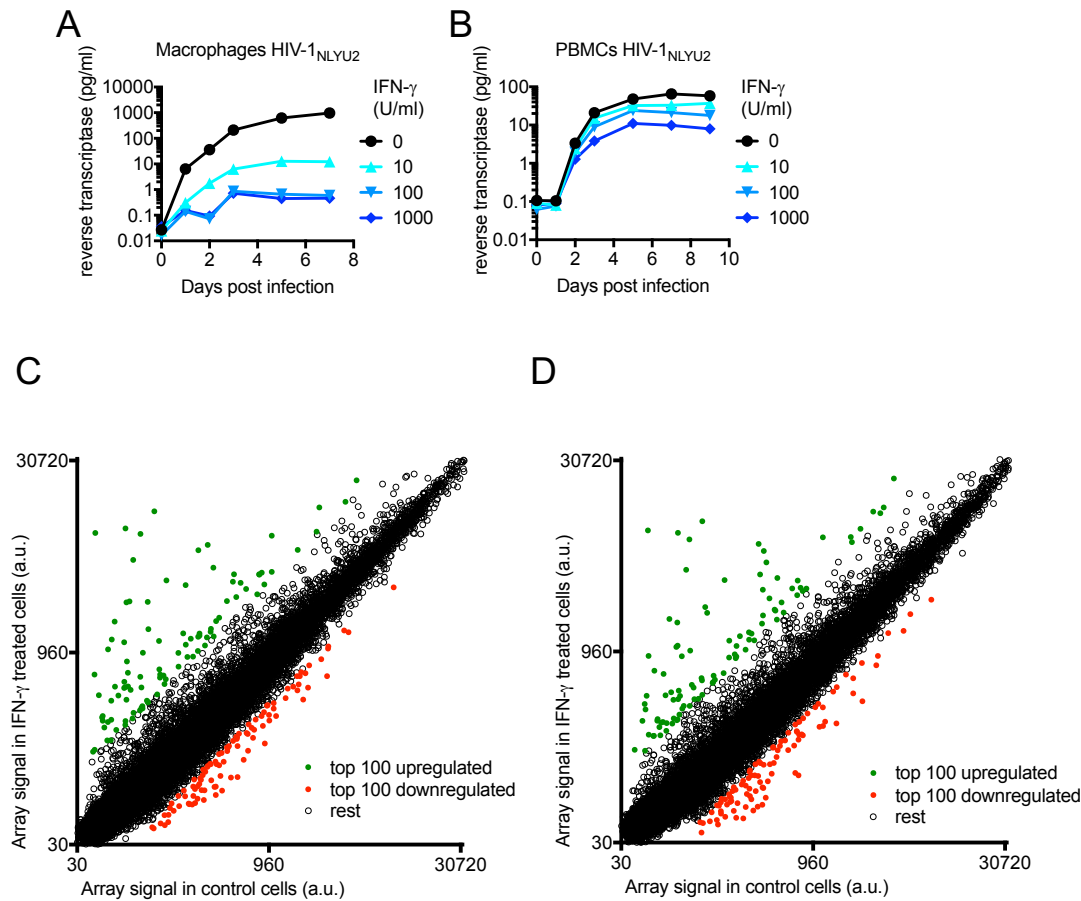 A
Macrophages HIV-1NLYU2
reverse transcriptase (pg/ml)
10000
1000
100
10
1
0.1
0.01
0
2
4
6
8
Days post infection
IFN-γ
(U/ml)
0
10
100
1000
B
PBMCs HIV-1NLYU2
reverse transcriptase (pg/ml)
100
10
1
0.1
0.01
0
2
4
6
8
10
Days post infection
IFN-γ
(U/ml)
0
10
100
1000
C
Array signal in IFN-γ treated cells (a.u.)
30720
960
30
30
960
30720
Array signal in control cells (a.u.)
top 100 upregulated
top 100 downregulated
rest
D
Array signal in IFN-γ treated cells (a.u.)
30720
960
30
30
960
30720
Array signal in control cells (a.u.)
top 100 upregulated
top 100 downregulated
rest